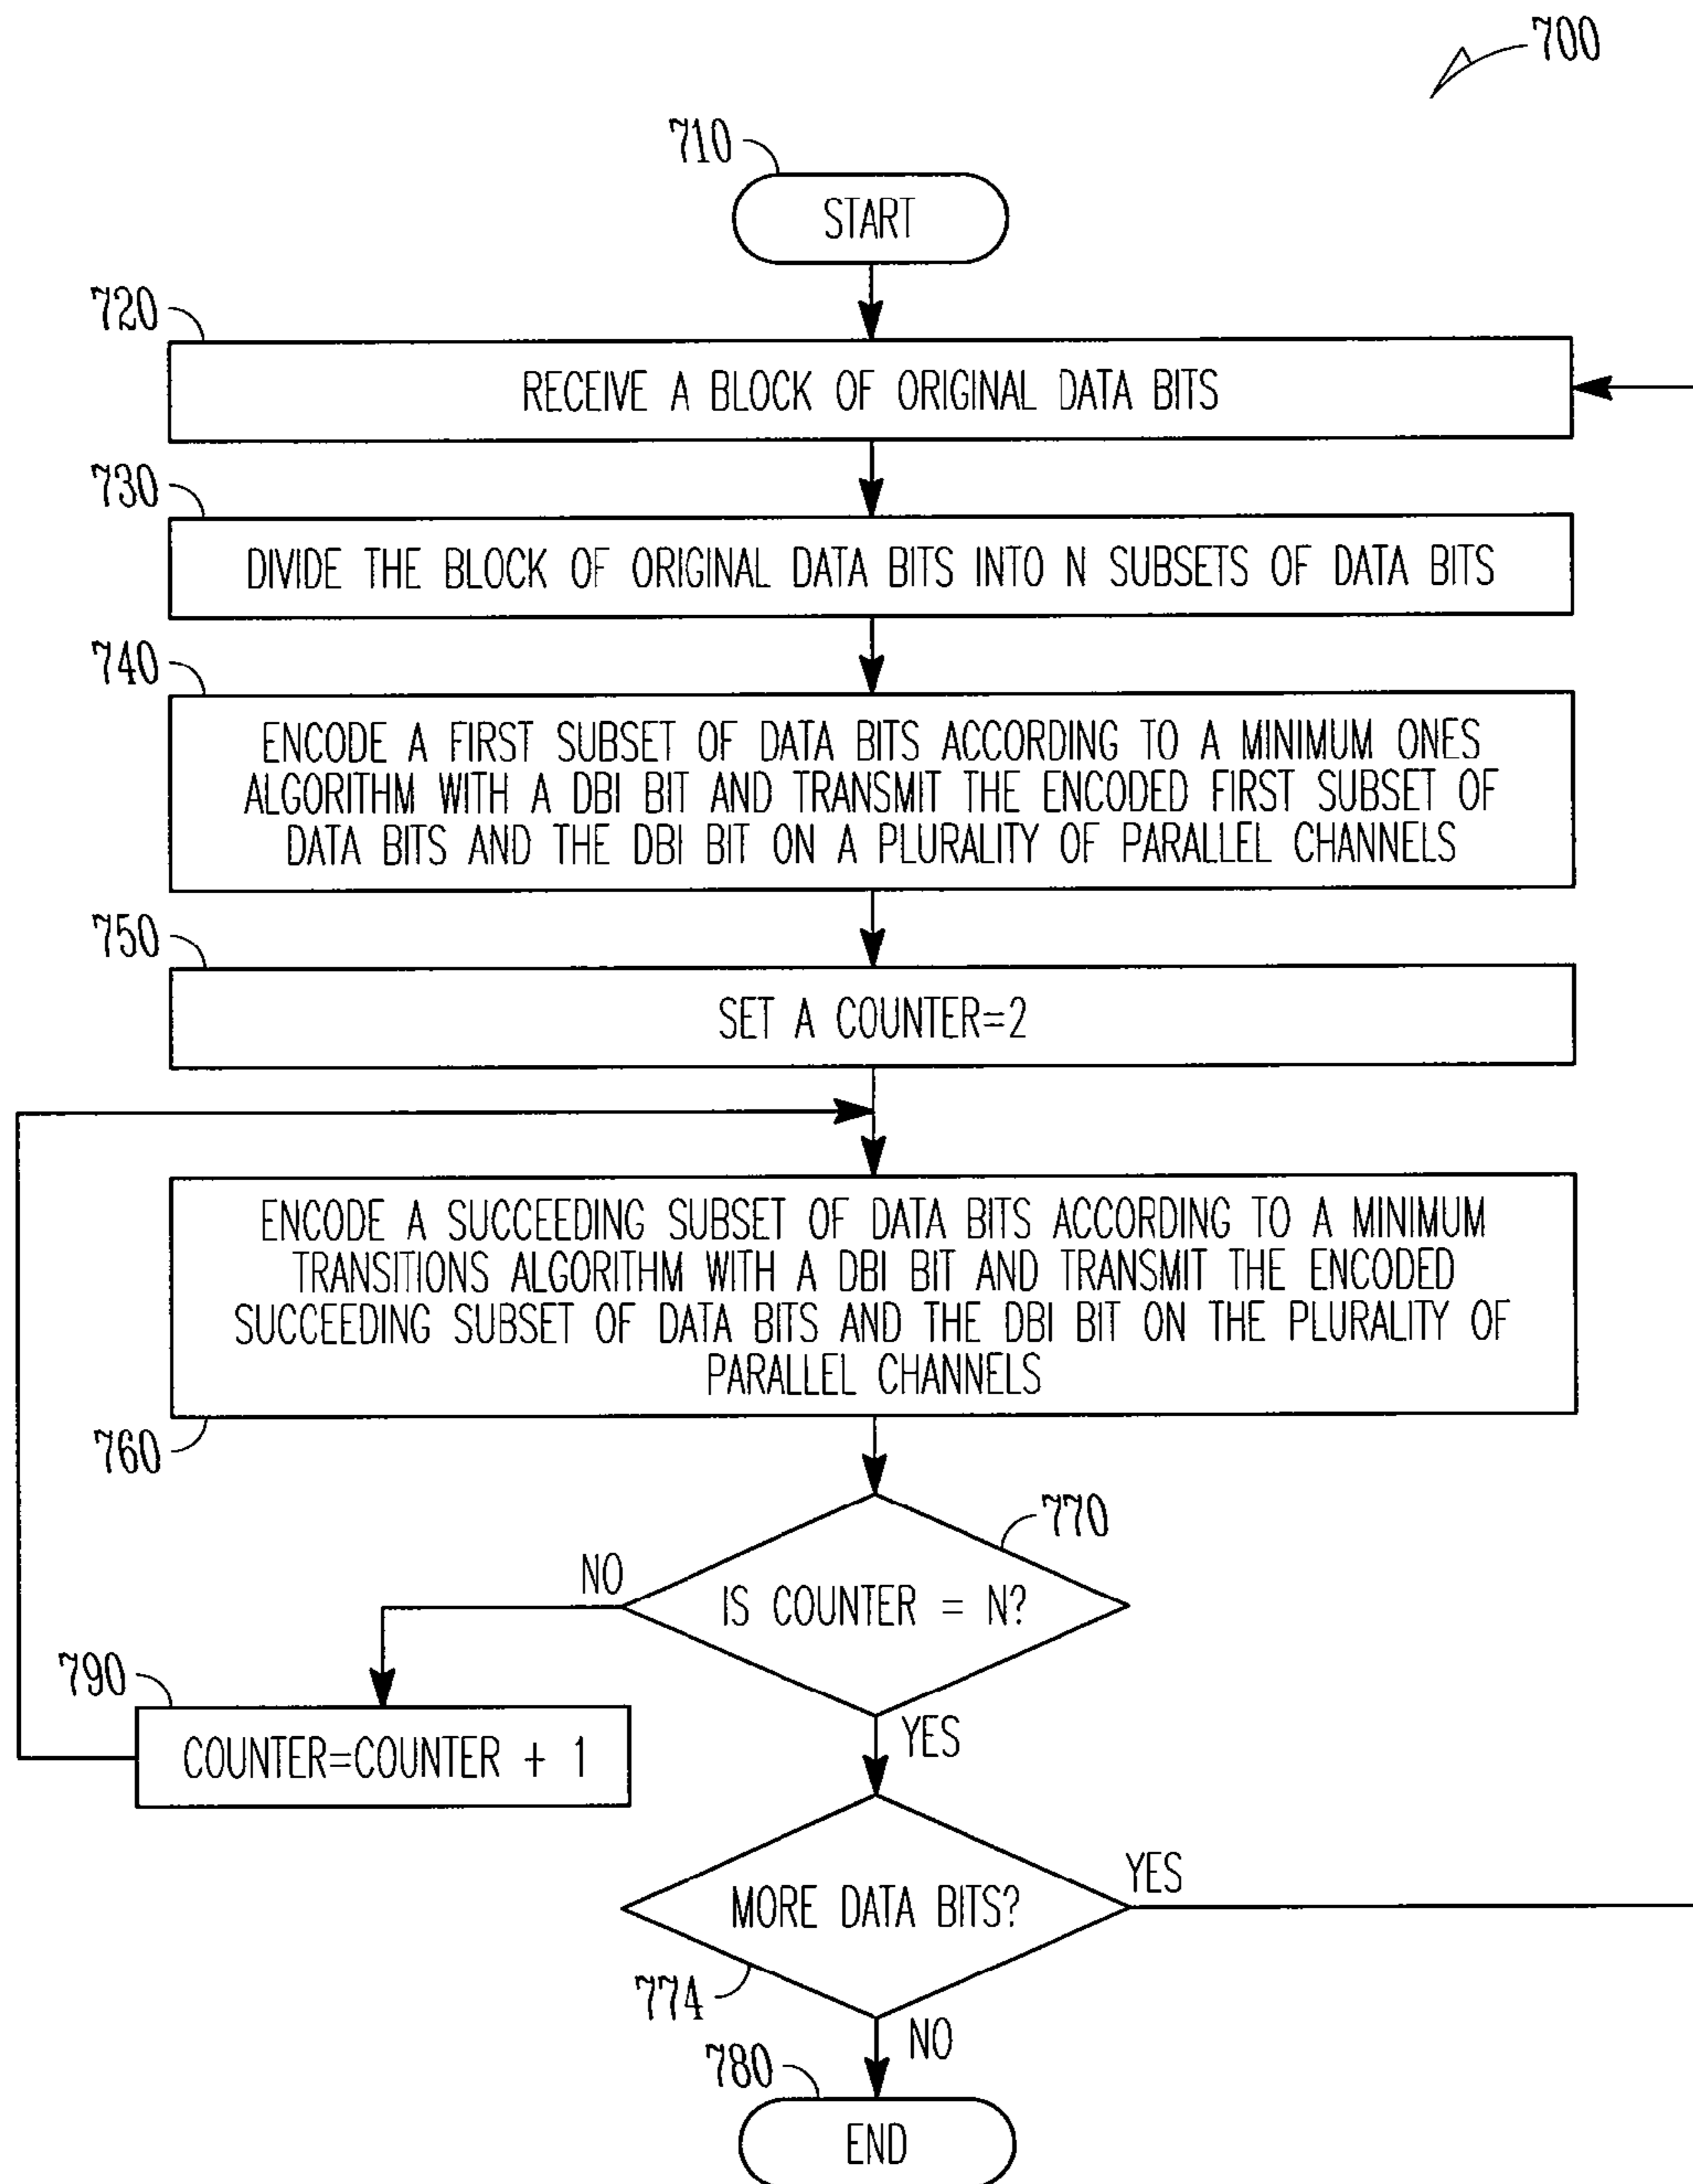 700
710
START
720
RECEIVE A BLOCK OF ORIGINAL DATA BITS
730
DIVIDE THE BLOCK OF ORIGINAL DATA BITS INTO N SUBSETS OF DATA BITS
740
ENCODE A FIRST SUBSET OF DATA BITS ACCORDING TO A MINIMUM ONES
ALGORITHM WITH A DBI BIT AND TRANSMIT THE ENCODED FIRST SUBSET OF
DATA BITS AND THE DBI BIT ON A PLURALITY OF PARALLEL CHANNELS
750
SET A COUNTER=2
ENCODE A SUCCEEDING SUBSET OF DATA BITS ACCORDING TO A MINIMUM
TRANSITIONS ALGORITHM WITH A DBI BIT AND TRANSMIT THE ENCODED
SUCCEEDING SUBSET OF DATA BITS AND THE DBI BIT ON THE PLURALITY OF
PARALLEL CHANNELS
760
770
NO
IS COUNTER = N?
790
YES
COUNTER=COUNTER + 1
YES
MORE DATA BITS?
774
NO
780
END